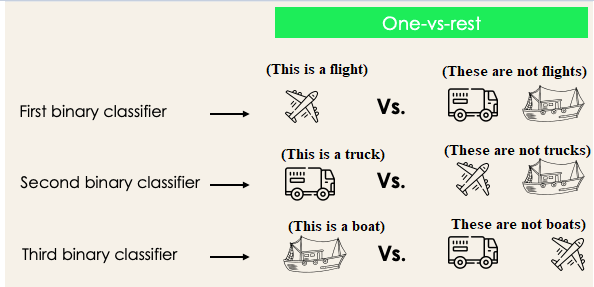 One-vs-rest
(This is a flight)
(These are not flights)
First binary classifier
Vs.
(This is a truck)
(These are not trucks)
Second binary classifier
Vs.
(This is a boat)
These are not boats)
Third binary classifier
Vs.